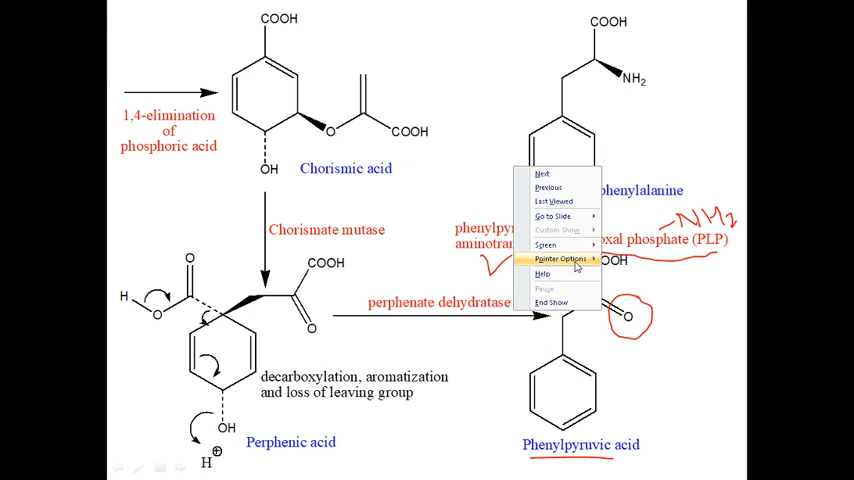 COOH
COOH
NH2
1,4-elimination
of
phosphoric acid
O
COOH
OH
Chorismic acid
Next
Previous
Last Viewed
Go to Slide
Custom Show
Screen
Pointer Options
Help
Pause
End Show
phenylalanine
NH2
oxal phosphate (PLP)
Chorismate mutase
O
COOH
H
O
O
perphenate dehydratase
OOH
O
decarboxylation, aromatization
and loss of leaving group
OH
H
Perphenic acid
Phenylpyruvic acid